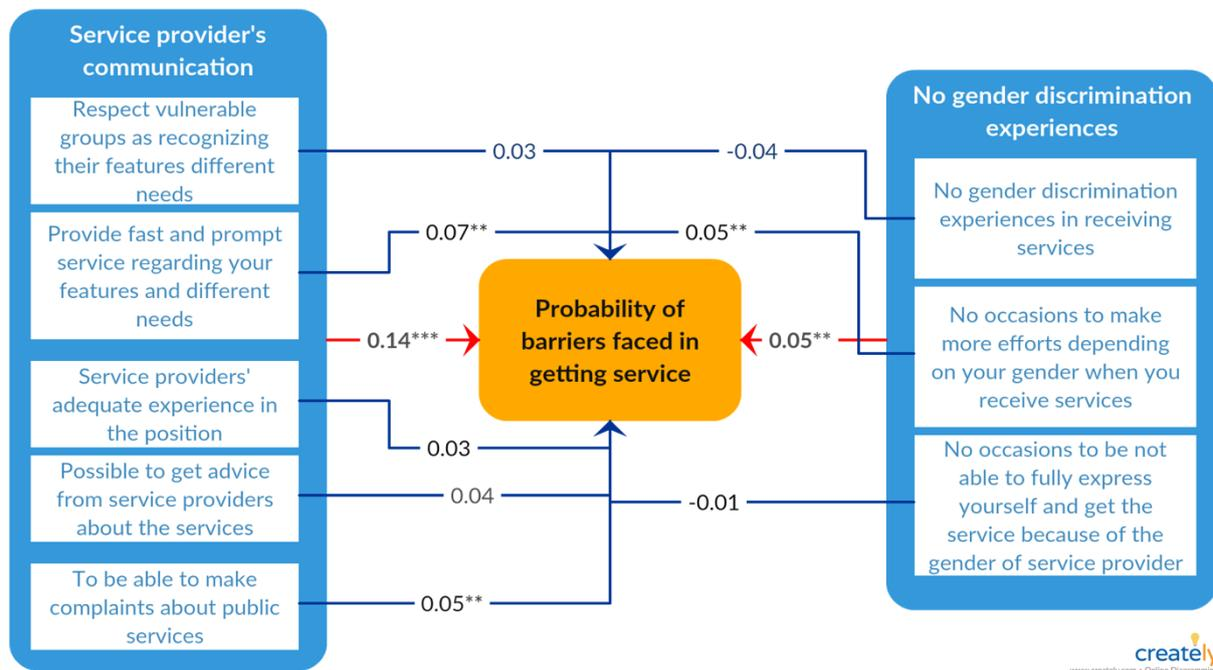 Service provider's
communication
Respect vulnerable
groups as recognizing
their features different
needs
Provide fast and prompt
service regarding your
features and different
needs
Service providers'
adequate experience in
the position
Possible to get advice
from service providers
about the services
To be able to make
complaints about public
services
0.03
0.07**
0.14***
0.03
0.04
0.05**
Probability of
barriers faced in
getting service
-0.04
0.05**
0.05**
-0.01
No gender discrimination
experiences
No gender discrimination
experiences in receiving
services
No occasions to make
more efforts depending
on your gender when you
receive services
No occasions to be not
able to fully express
yourself and get the
service because of the
gender of service provider
creately